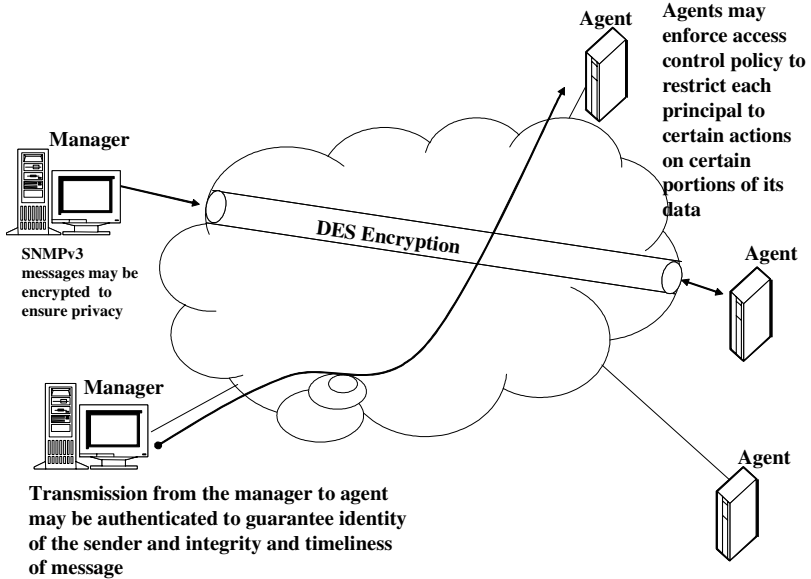 Agent
Agents may
enforce access
control policy to
restrict each
principal to
certain actions
on certain
portions of its
data
Manager
DES Encryption
SNMPv3
messages may be
encrypted to
ensure privacy
Agent
Manager
Agent
Transmission from the manager to agent
may be authenticated to guarantee identity
of the sender and integrity and timeliness
of message